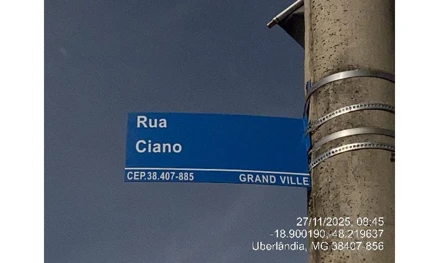 Rua
Ciano
CEP.38.407-885 GRAND VILLE
27/11/2025, 08:45
-18.900190, -48.219637
Uberlândia, MG 38407-856